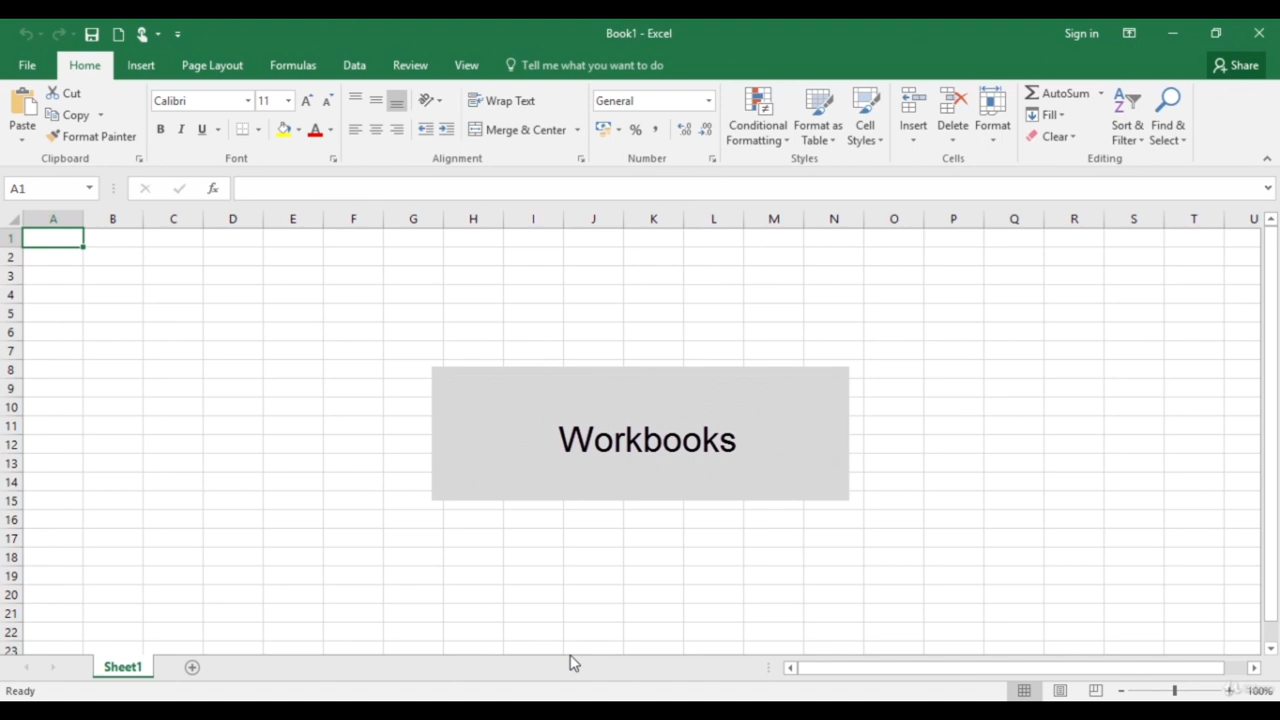 Book1 - Excel
Sign in
File Home Insert Page Layout Formulas Data Review View Tell me what you want to do Share
Paste
Cut
Copy
Format Painter
Clipboard
Calibri 11
B I U
Font
Wrap Text
Merge & Center
Alignment
General
%
Number
Conditional Formatting
Format as Table
Cell Styles
Styles
Insert
Delete
Format
Cells
AutoSum
Fill
Clear
Sort & Filter
Find & Select
Editing
A1
fx
A B C D E F G H I J K L M N O P Q R S T U
1
2
3
4
5
6
7
8
9
10
11
12
13
14
15
16
17
18
19
20
21
22
23
Workbooks
Sheet1
Ready
100%